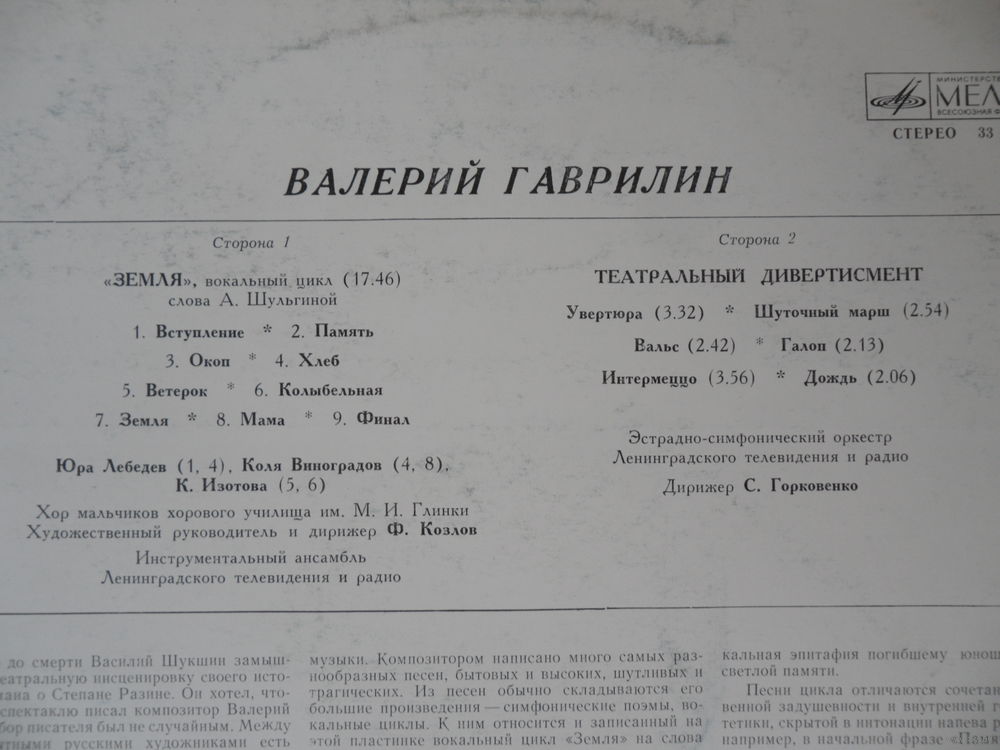 МИНИСТЕРСТ
МЕЛ
ВСЕСОЮЗНАЯ Ф
СТЕРЕО 33
ВАЛЕРИЙ ГАВРИЛИН
Сторона 1
«ЗЕМЛЯ», вокальный цикл (17.46)
слова А. Шульгиной
1. Вступление * 2. Память
3. Окоп * 4. Хлеб
5. Ветерок * 6. Колыбельная
7. Земля * 8. Мама * 9. Финал
Юра Лебедев (1, 4), Коля Виноградов (4, 8),
К. Изотова (5, 6)
Хор мальчиков хорового училища им. М. И. Глинки
Художественный руководитель и дирижер Ф. Козлов
Инструментальный ансамбль
Ленинградского телевидения и радио
Сторона 2
ТЕАТРАЛЬНЫЙ ДИВЕРТИСМЕНТ
Увертюра (3.32) * Шуточный марш (2.54)
Вальс (2.42) * Галоп (2.13)
Интермеццо (3.56) * Дождь (2.06)
Эстрадно-симфонический оркестр
Ленинградского телевидения и радио
Дирижер С. Горковенко
до смерти Василий Шукшин замыш-
еатральную инсценировку своего исто-
мана о Степане Разине. Он хотел, что-
спектаклю писал композитор Валерий
бор писателя был не случайным. Между
тными русскими художниками есть
музыки. Композитором написано много самых раз-
нообразных песен, бытовых и высоких, шутливых и
трагических. Из песен обычно складываются его
большие произведения — симфонические поэмы, во-
кальные циклы. К ним относится и записанный на
этой пластинке вокальный цикл «Земля» на слова
кальная эпитафия погибшему юнош
светлой памяти.
Песни цикла отличаются сочетан
венной задушевности и внутренней г
тетики, скрытой в интонации напева р
например, в начальной фразе «Памя